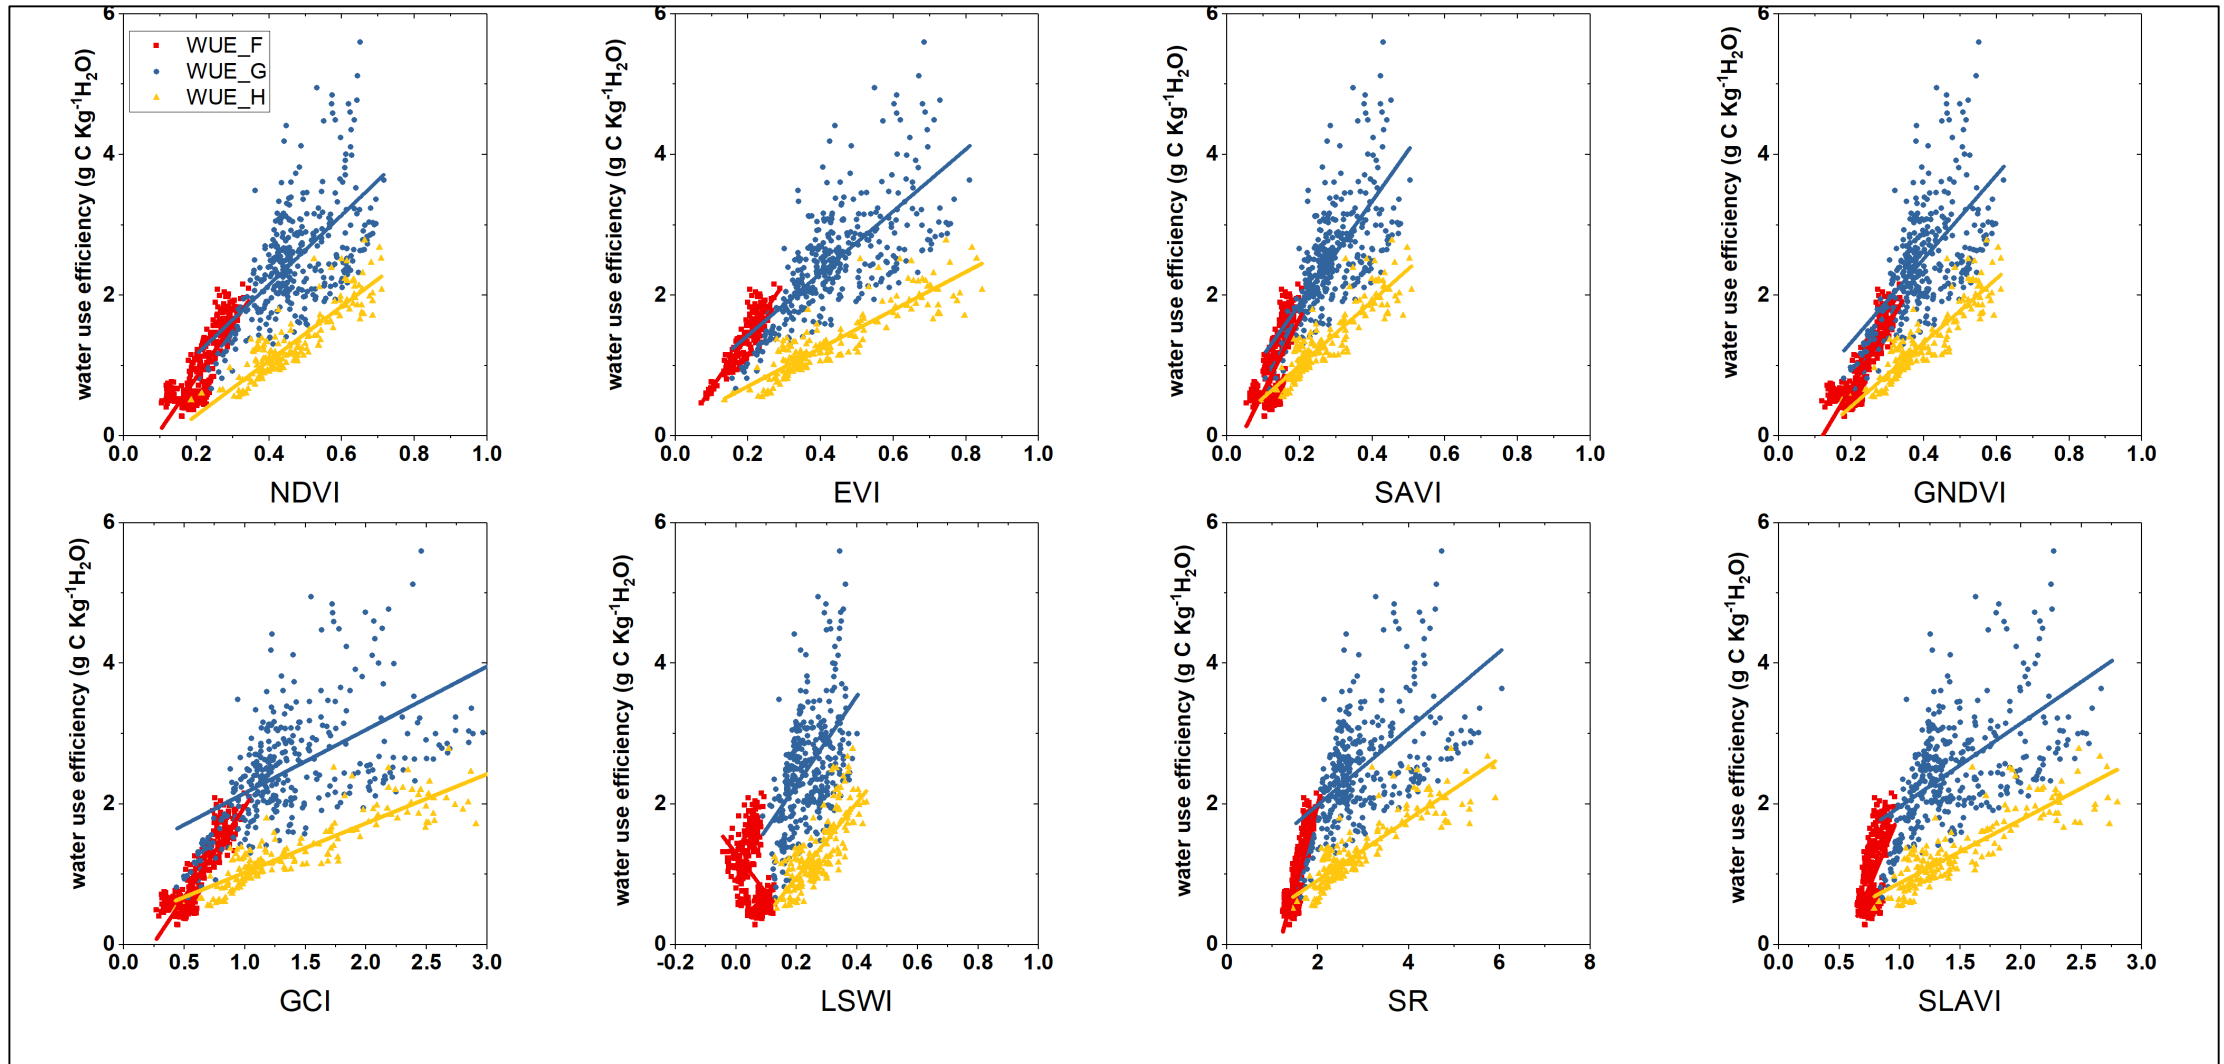 6
4
2
0
water use efficiency (g C Kg⁻¹H₂O)
WUE_F
WUE_G
WUE_H
0.0 0.2 0.4 0.6 0.8 1.0
NDVI
6
4
2
0
water use efficiency (g C Kg⁻¹H₂O)
0.0 0.2 0.4 0.6 0.8 1.0
EVI
6
4
2
0
water use efficiency (g C Kg⁻¹H₂O)
0.0 0.2 0.4 0.6 0.8 1.0
SAVI
6
4
2
0
water use efficiency (g C Kg⁻¹H₂O)
0.0 0.2 0.4 0.6 0.8 1.0
GNDVI
6
4
2
0
water use efficiency (g C Kg⁻¹H₂O)
0.0 0.5 1.0 1.5 2.0 2.5 3.0
GCI
6
4
2
0
water use efficiency (g C Kg⁻¹H₂O)
-0.2 0.0 0.2 0.4 0.6 0.8 1.0
LSWI
6
4
2
0
water use efficiency (g C Kg⁻¹H₂O)
0 2 4 6 8
SR
6
4
2
0
water use efficiency (g C Kg⁻¹H₂O)
0.0 0.5 1.0 1.5 2.0 2.5 3.0
SLAVI